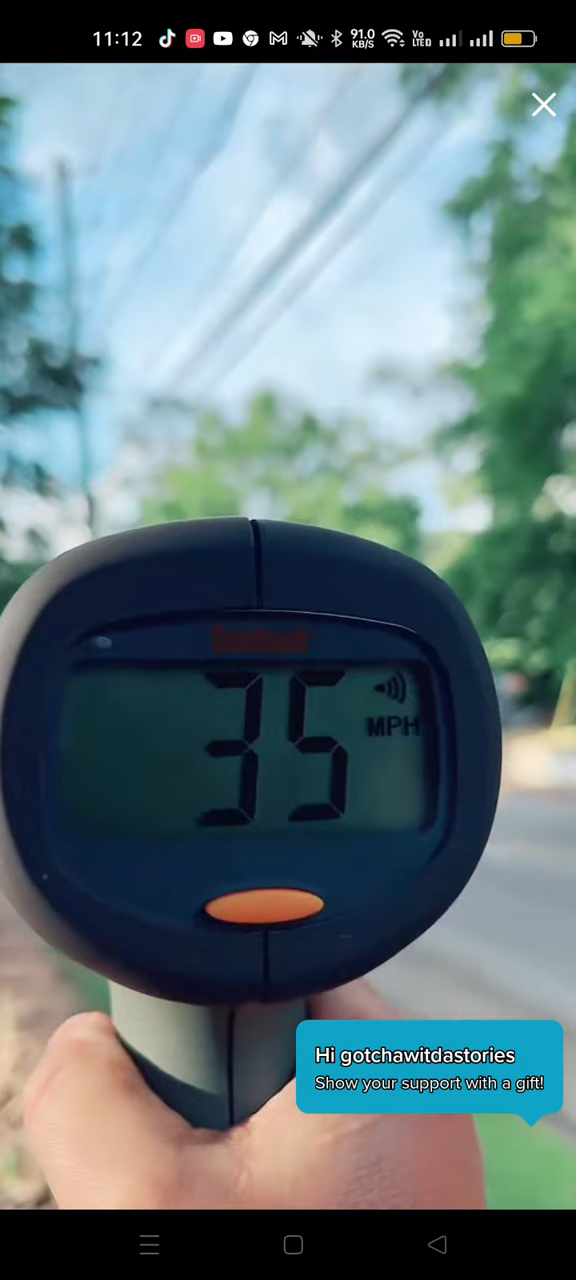 11:12
91.0
KB/S
Vo
LTE
35
MPH
Hi gotchawitdastories
Show your support with a gift!